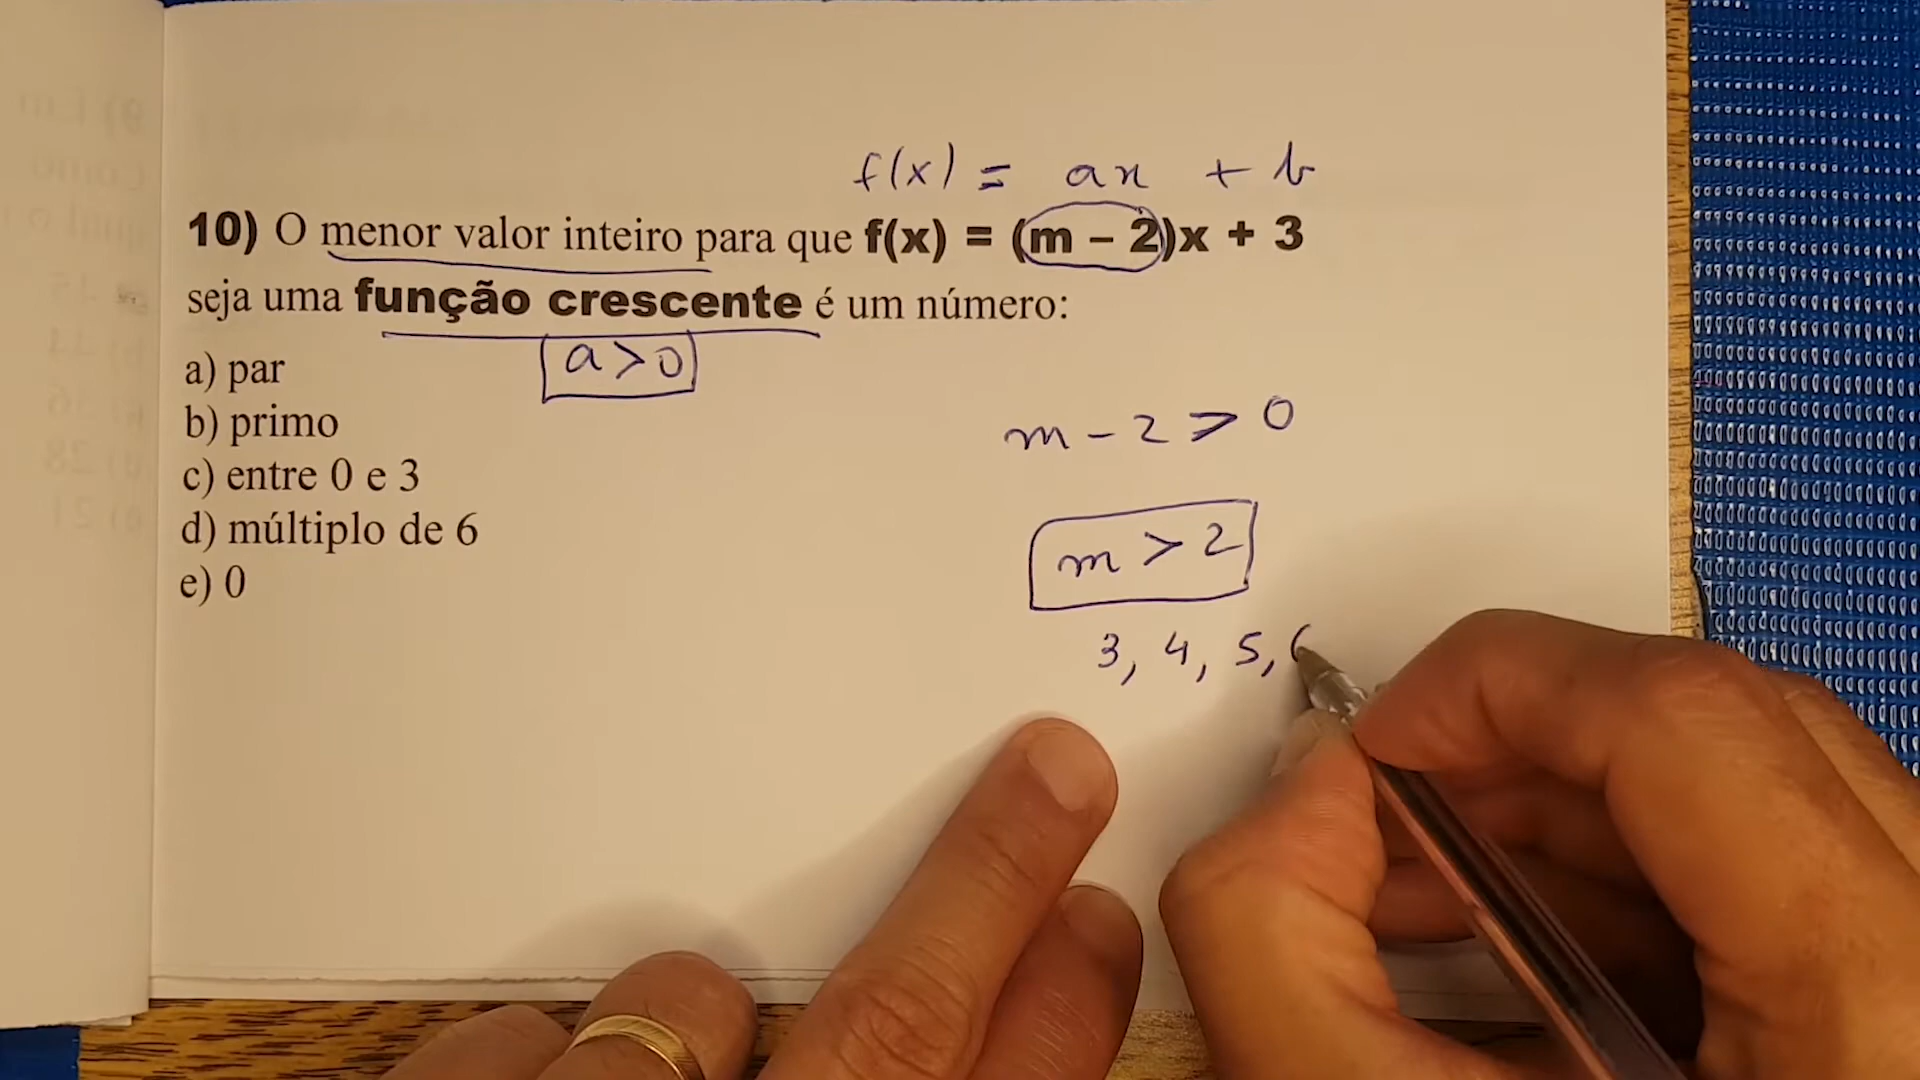 f(x) = ax + b
10) O menor valor inteiro para que f(x) = (m – 2)x + 3
seja uma função crescente é um número:
a > 0
a) par
b) primo
c) entre 0 e 3
d) múltiplo de 6
e) 0
m - 2 > 0
m > 2
3, 4, 5, 6